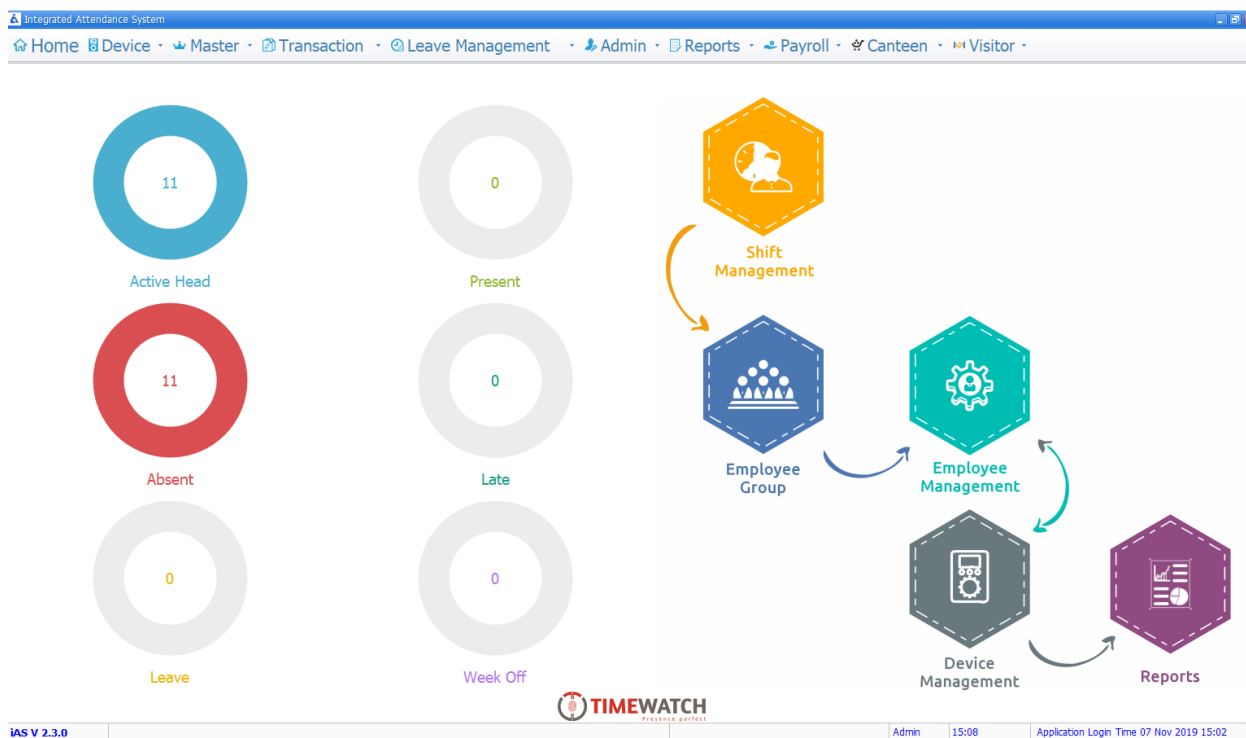 Integrated Attendance System
Home Device Master Transaction Leave Management Admin Reports Payroll Canteen Visitor
11
Active Head
0
Present
11
Absent
0
Late
0
Leave
0
Week Off
Shift
Management
Employee
Group
Employee
Management
Device
Management
Reports
TIMEWATCH
Presence perfect
iAS V 2.3.0
Admin
15:08
Application Login Time 07 Nov 2019 15:02